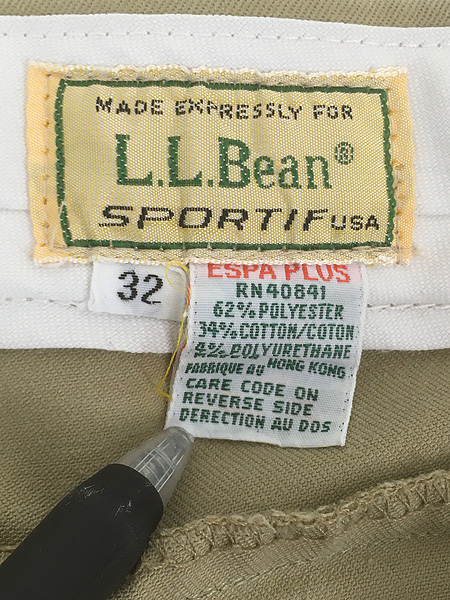 MADE EXPRESSLY FOR
L.L.Bean®
SPORTIF USA
32
ESPA PLUS
RN40841
62% POLYESTER
34% COTTON/COTON
4% POLYURETHANE
FABRIQUE AU HONG KONG
CARE CODE ON
REVERSE SIDE
DERECTION AU DOS